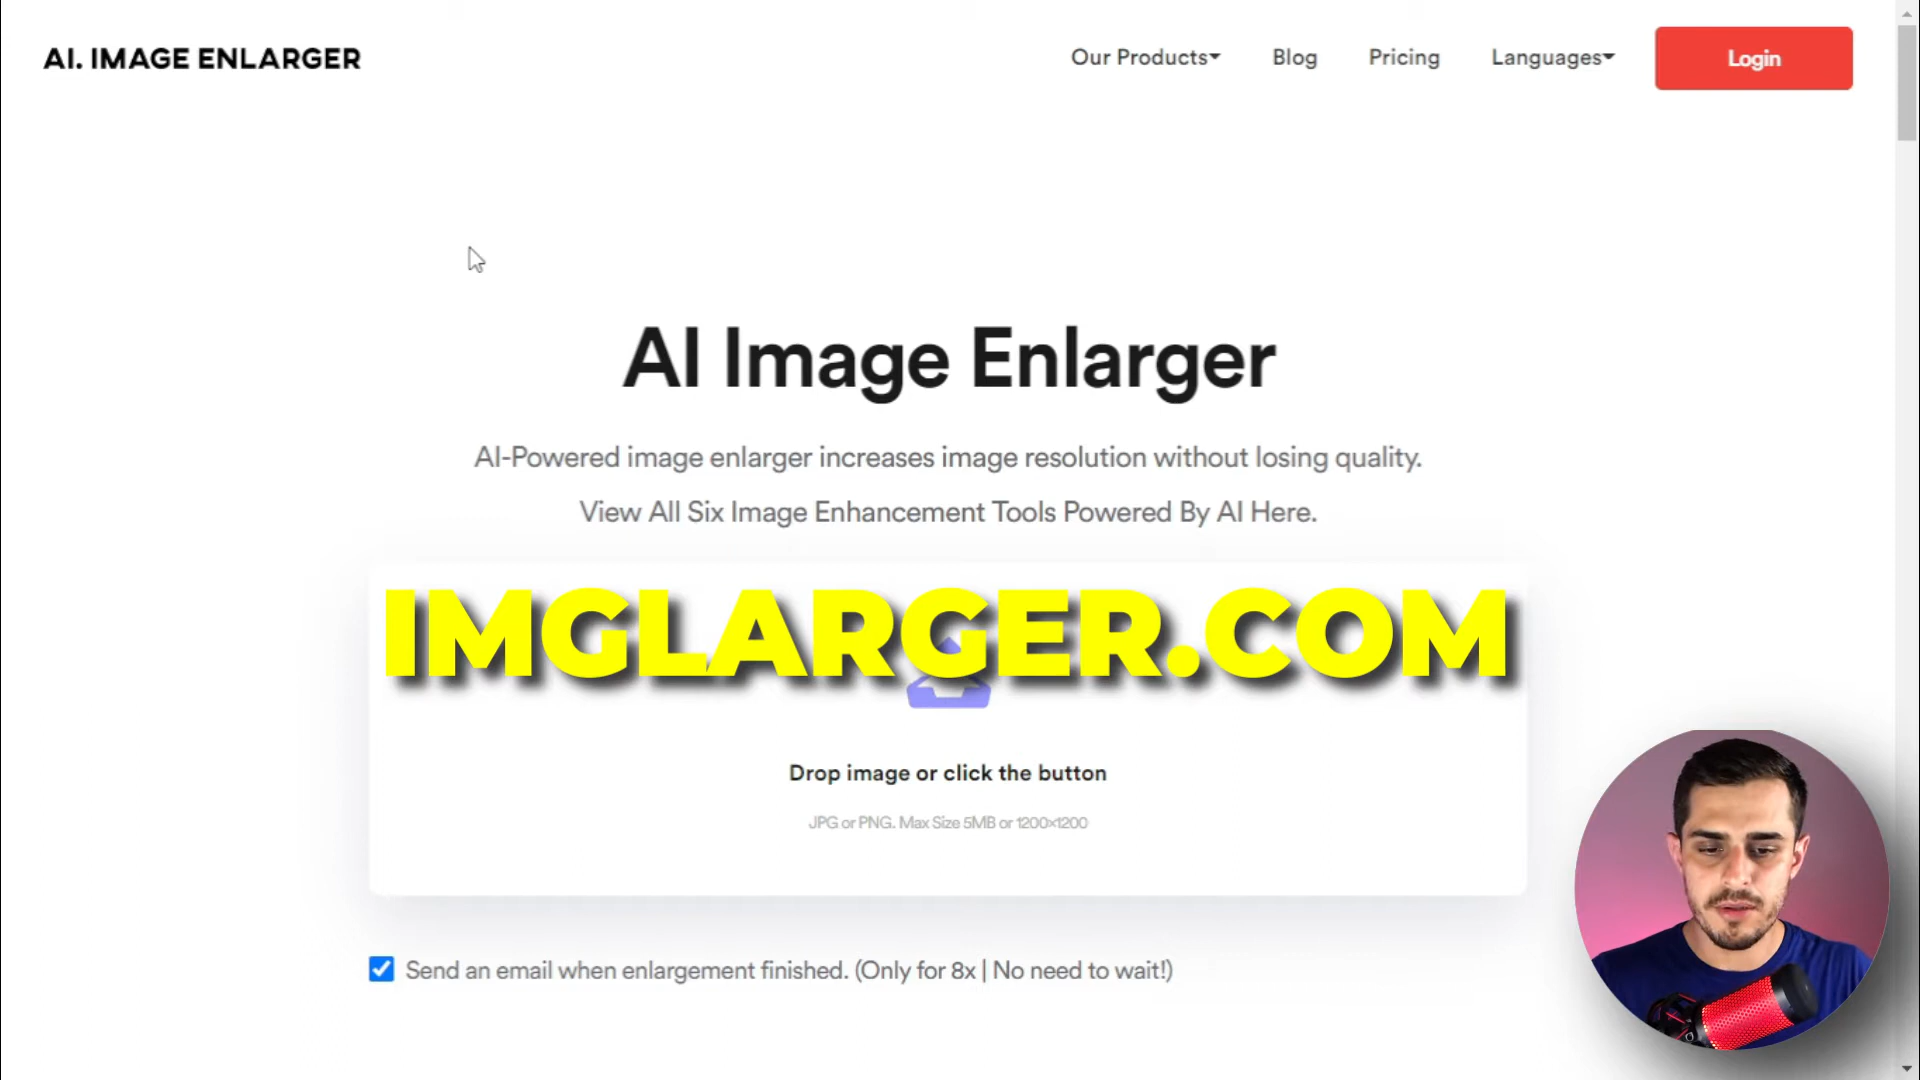 AI. IMAGE ENLARGER
Our Products Blog Pricing Languages Login
AI Image Enlarger
AI-Powered image enlarger increases image resolution without losing quality.
View All Six Image Enhancement Tools Powered By AI Here.
IMGLARGER.COM
Drop image or click the button
JPG or PNG. Max Size 5MB or 1200×1200
Send an email when enlargement finished. (Only for 8x | No need to wait!)